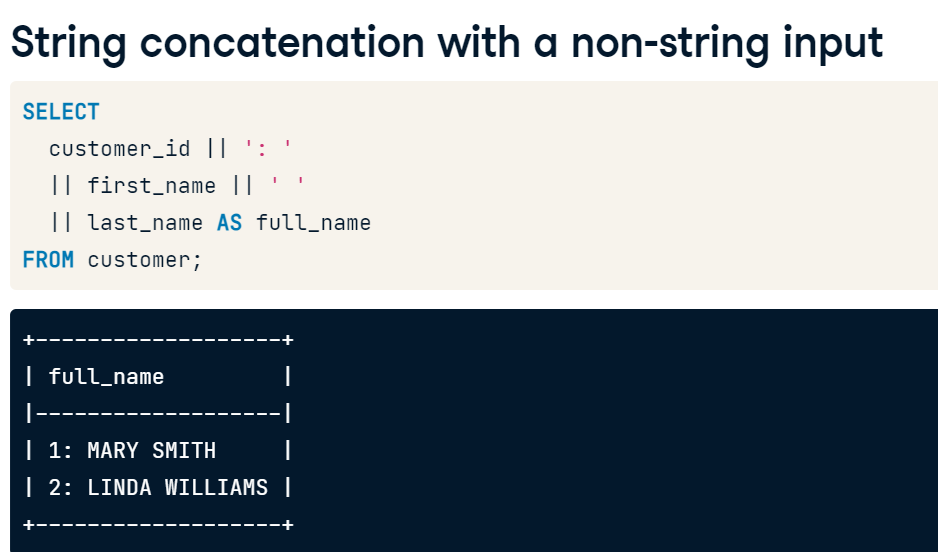 String concatenation with a non-string input
SELECT
  customer_id || ': '
  || first_name || ' '
  || last_name AS full_name
FROM customer;
+-------------------+
| full_name         |
|-------------------|
| 1: MARY SMITH     |
| 2: LINDA WILLIAMS |
+-------------------+